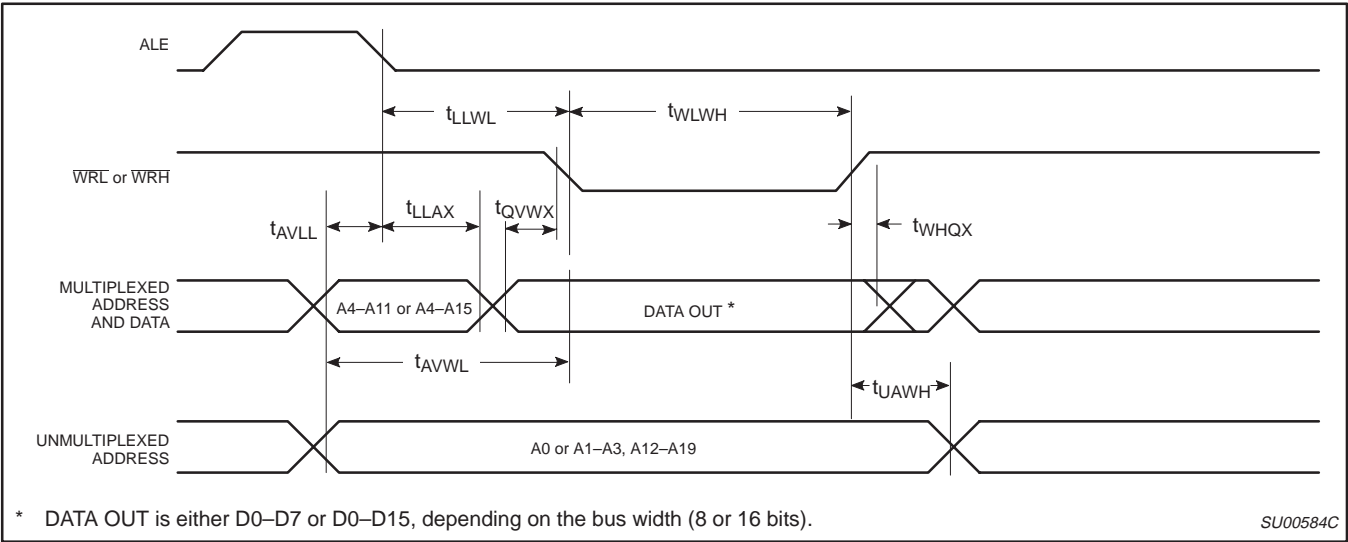 ALE
tLLWL
tWLWH
WRL or WRH
tAVLL
tLLAX
tQVWX
tWHQX
MULTIPLEXED
ADDRESS
AND DATA
A4–A11 or A4–A15
DATA OUT *
tAVWL
tUAWH
UNMULTIPLEXED
ADDRESS
A0 or A1–A3, A12–A19
* DATA OUT is either D0–D7 or D0–D15, depending on the bus width (8 or 16 bits).
SU00584C